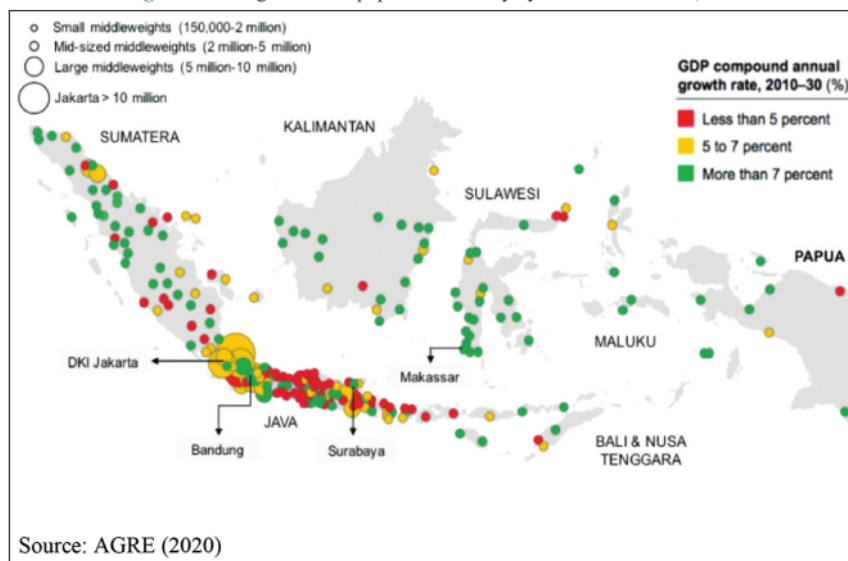 Small middleweights (150,000-2 million)
Mid-sized middleweights (2 million-5 million)
Large middleweights (5 million-10 million)
Jakarta > 10 million
GDP compound annual
growth rate, 2010–30 (%)
Less than 5 percent
5 to 7 percent
More than 7 percent
SUMATERA
KALIMANTAN
SULAWESI
PAPUA
MALUKU
DKI Jakarta
Makassar
JAVA
Bandung
Surabaya
BALI & NUSA
TENGGARA
Source: AGRE (2020)